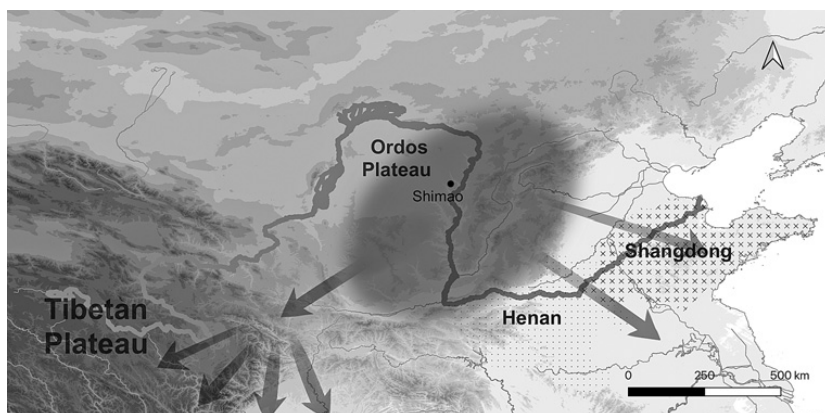 Ordos
Plateau
Shimao
Shangdong
Tibetan
Plateau
Henan
0 250 500 km